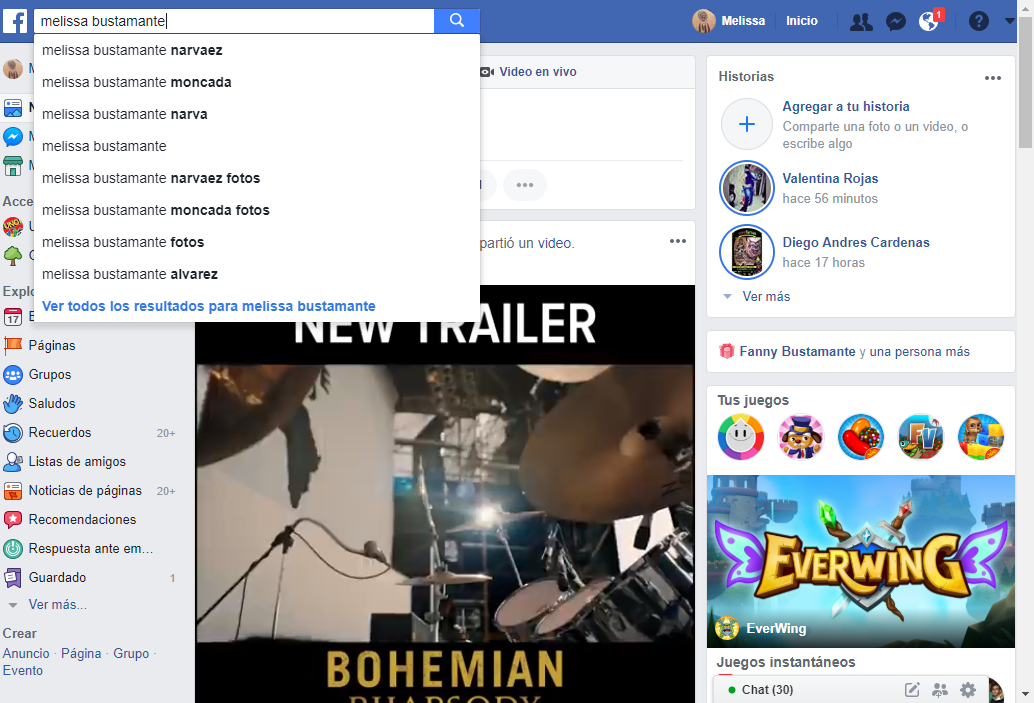 melissa bustamante
Melissa
Inicio
1
melissa bustamante narvaez
melissa bustamante moncada
melissa bustamante narva
melissa bustamante
melissa bustamante narvaez fotos
melissa bustamante moncada fotos
melissa bustamante fotos
melissa bustamante alvarez
Ver todos los resultados para melissa bustamante
Acce
Explo
17
Páginas
Grupos
Saludos
Recuerdos 20+
Listas de amigos
Noticias de páginas 20+
Recomendaciones
Respuesta ante em...
Guardado 1
Ver más...
Crear
Anuncio · Página · Grupo ·
Evento
Video en vivo
partió un video.
NEW TRAILER
BOHEMIAN
RHAPSODY
Historias
Agregar a tu historia
Comparte una foto o un video, o
escribe algo
Valentina Rojas
hace 56 minutos
Diego Andres Cardenas
hace 17 horas
Ver más
Fanny Bustamante y una persona más
Tus juegos
FV
EVERWING
EverWing
Juegos instantáneos
Chat (30)